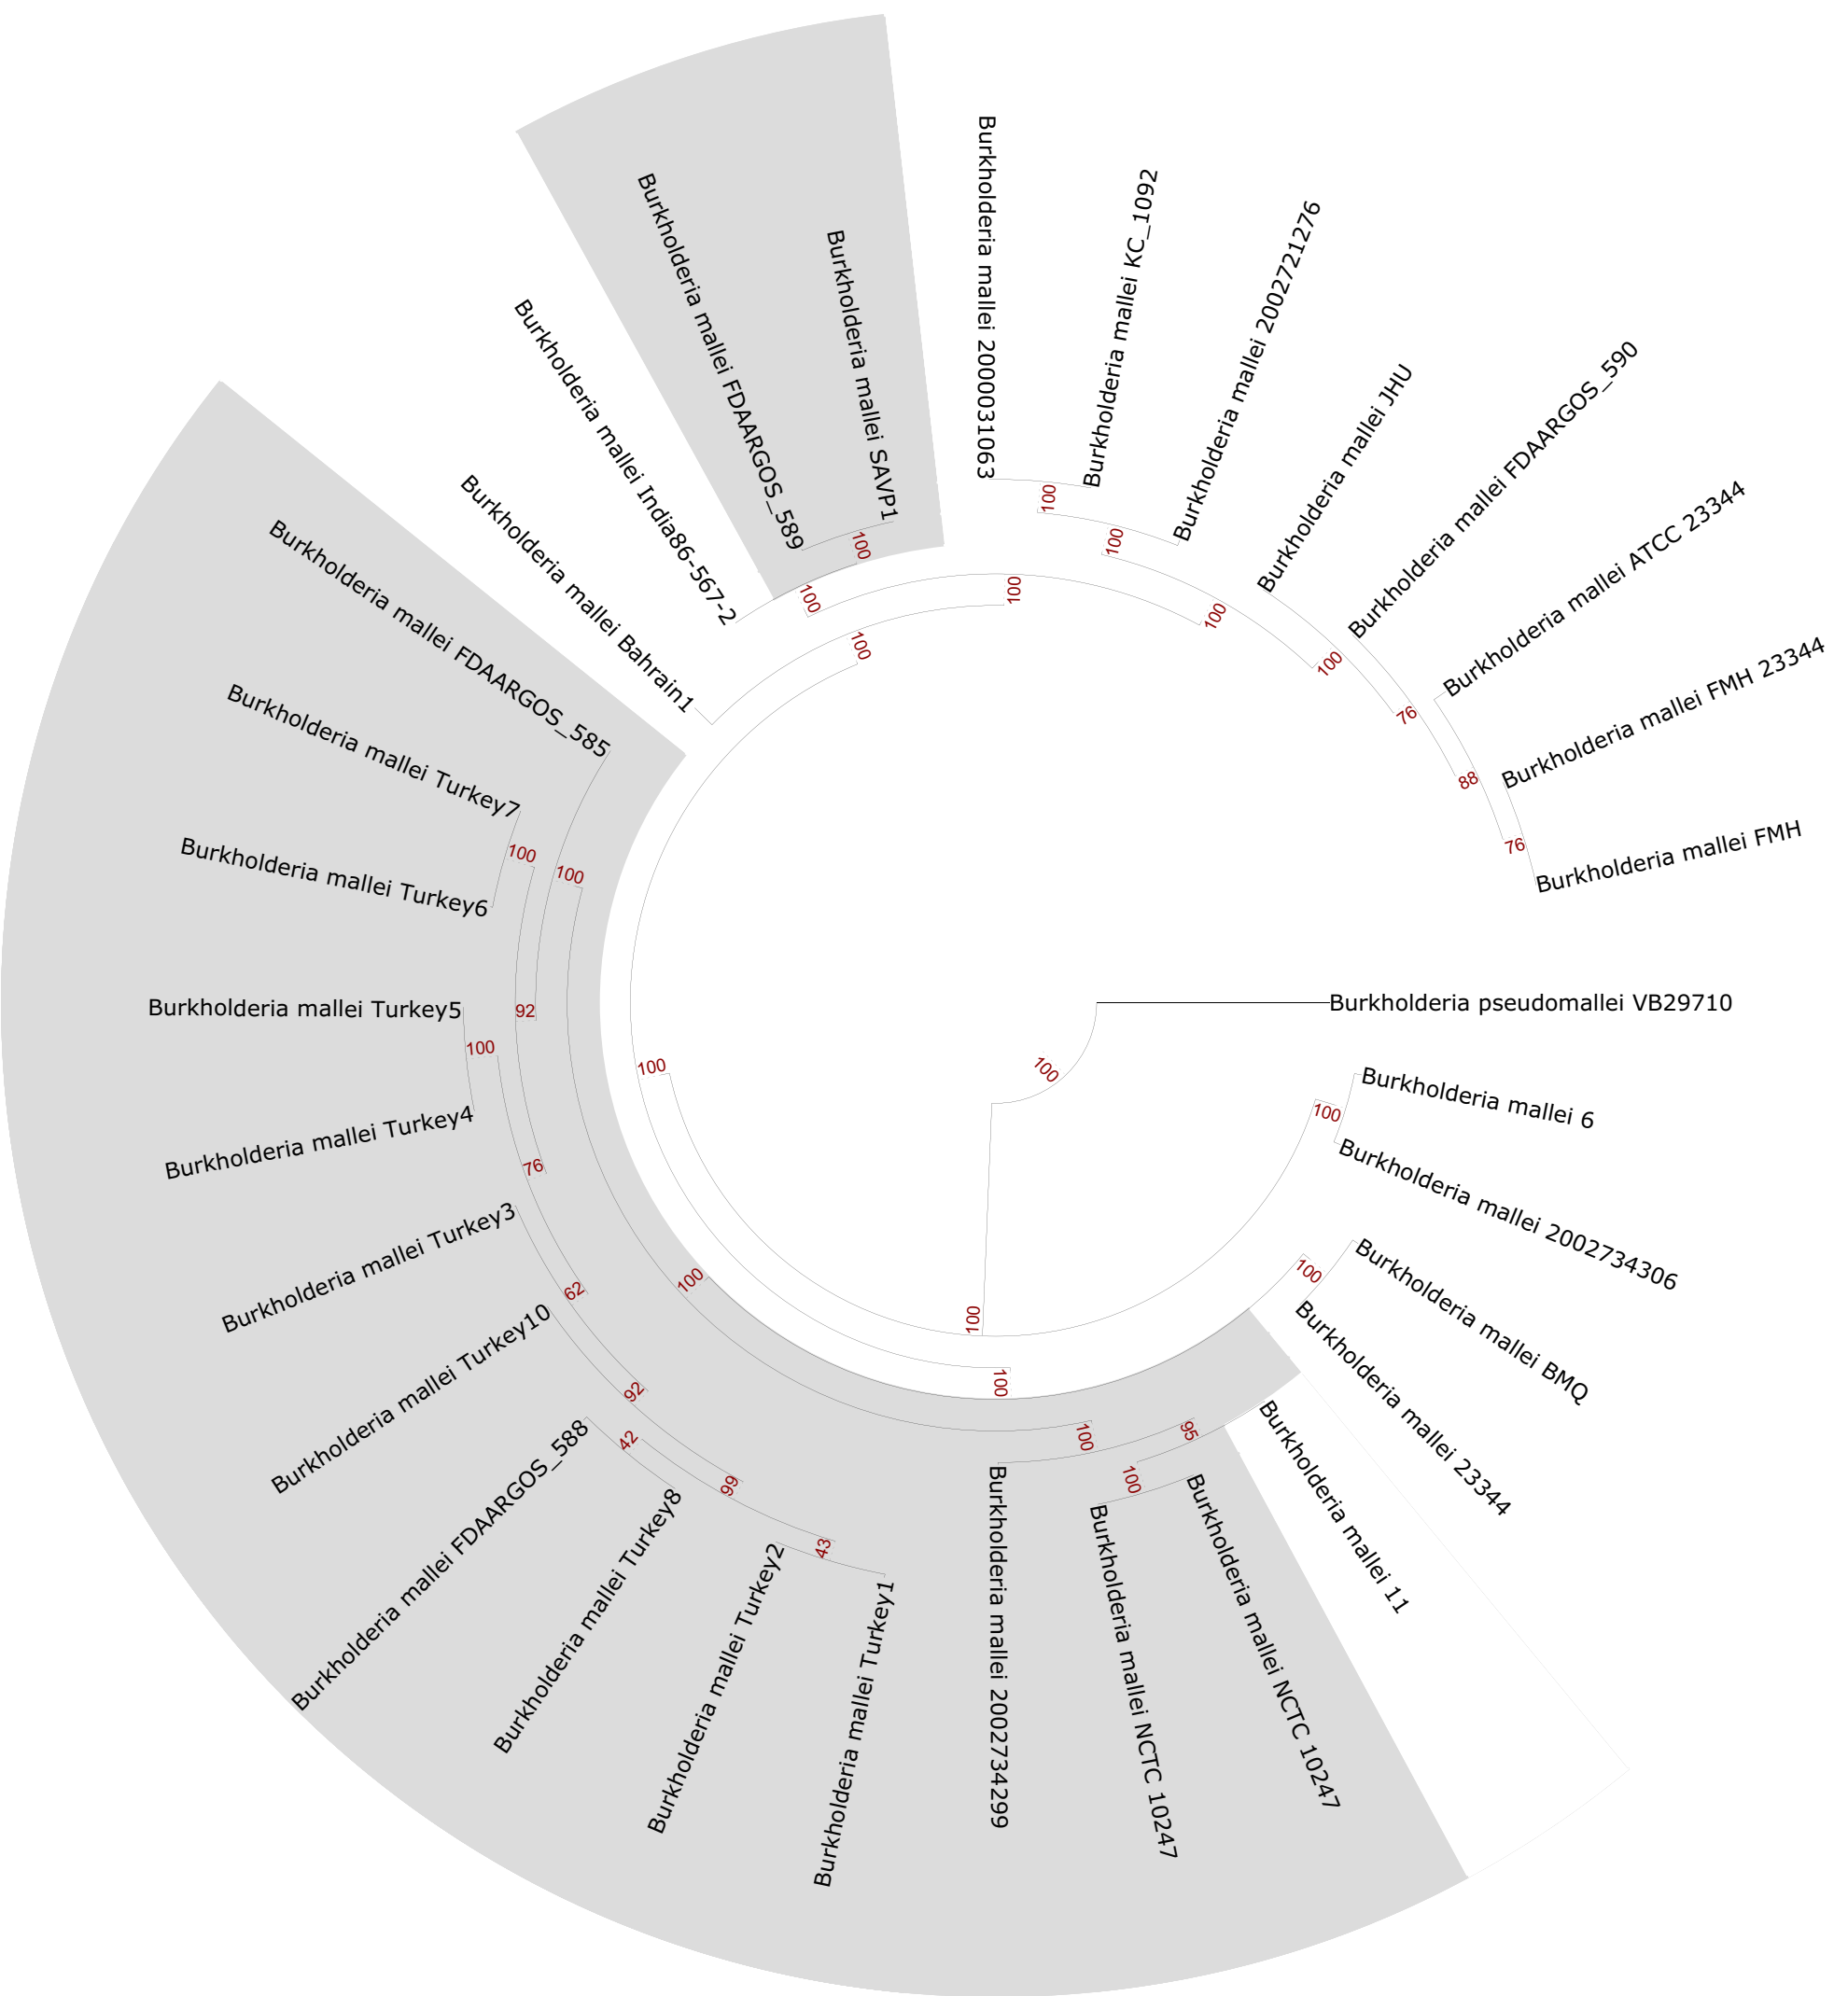 Burkholderia mallei 2000031063
Burkholderia mallei KC_1092
Burkholderia mallei 2002721276
Burkholderia mallei JHU
Burkholderia mallei FDAARGOS_590
Burkholderia mallei ATCC 23344
Burkholderia mallei FMH 23344
Burkholderia mallei FMH
Burkholderia pseudomallei VB29710
Burkholderia mallei 6
Burkholderia mallei 2002734306
Burkholderia mallei BMQ
Burkholderia mallei 23344
Burkholderia mallei 11
Burkholderia mallei NCTC 10247
Burkholderia mallei NCTC 10247
Burkholderia mallei 2002734299
Burkholderia mallei Turkey1
Burkholderia mallei Turkey2
Burkholderia mallei Turkey8
Burkholderia mallei FDAARGOS_588
Burkholderia mallei Turkey10
Burkholderia mallei Turkey3
Burkholderia mallei Turkey4
Burkholderia mallei Turkey5
Burkholderia mallei Turkey6
Burkholderia mallei Turkey7
Burkholderia mallei FDAARGOS_585
Burkholderia mallei Bahrain1
Burkholderia mallei India86-567-2
Burkholderia mallei FDAARGOS_589
Burkholderia mallei SAVP1
100
100
100
100
76
88
76
100
100
100
100
100
100
100
100
100
100
100
100
95
100
100
43
99
42
92
62
76
100
92
100
100